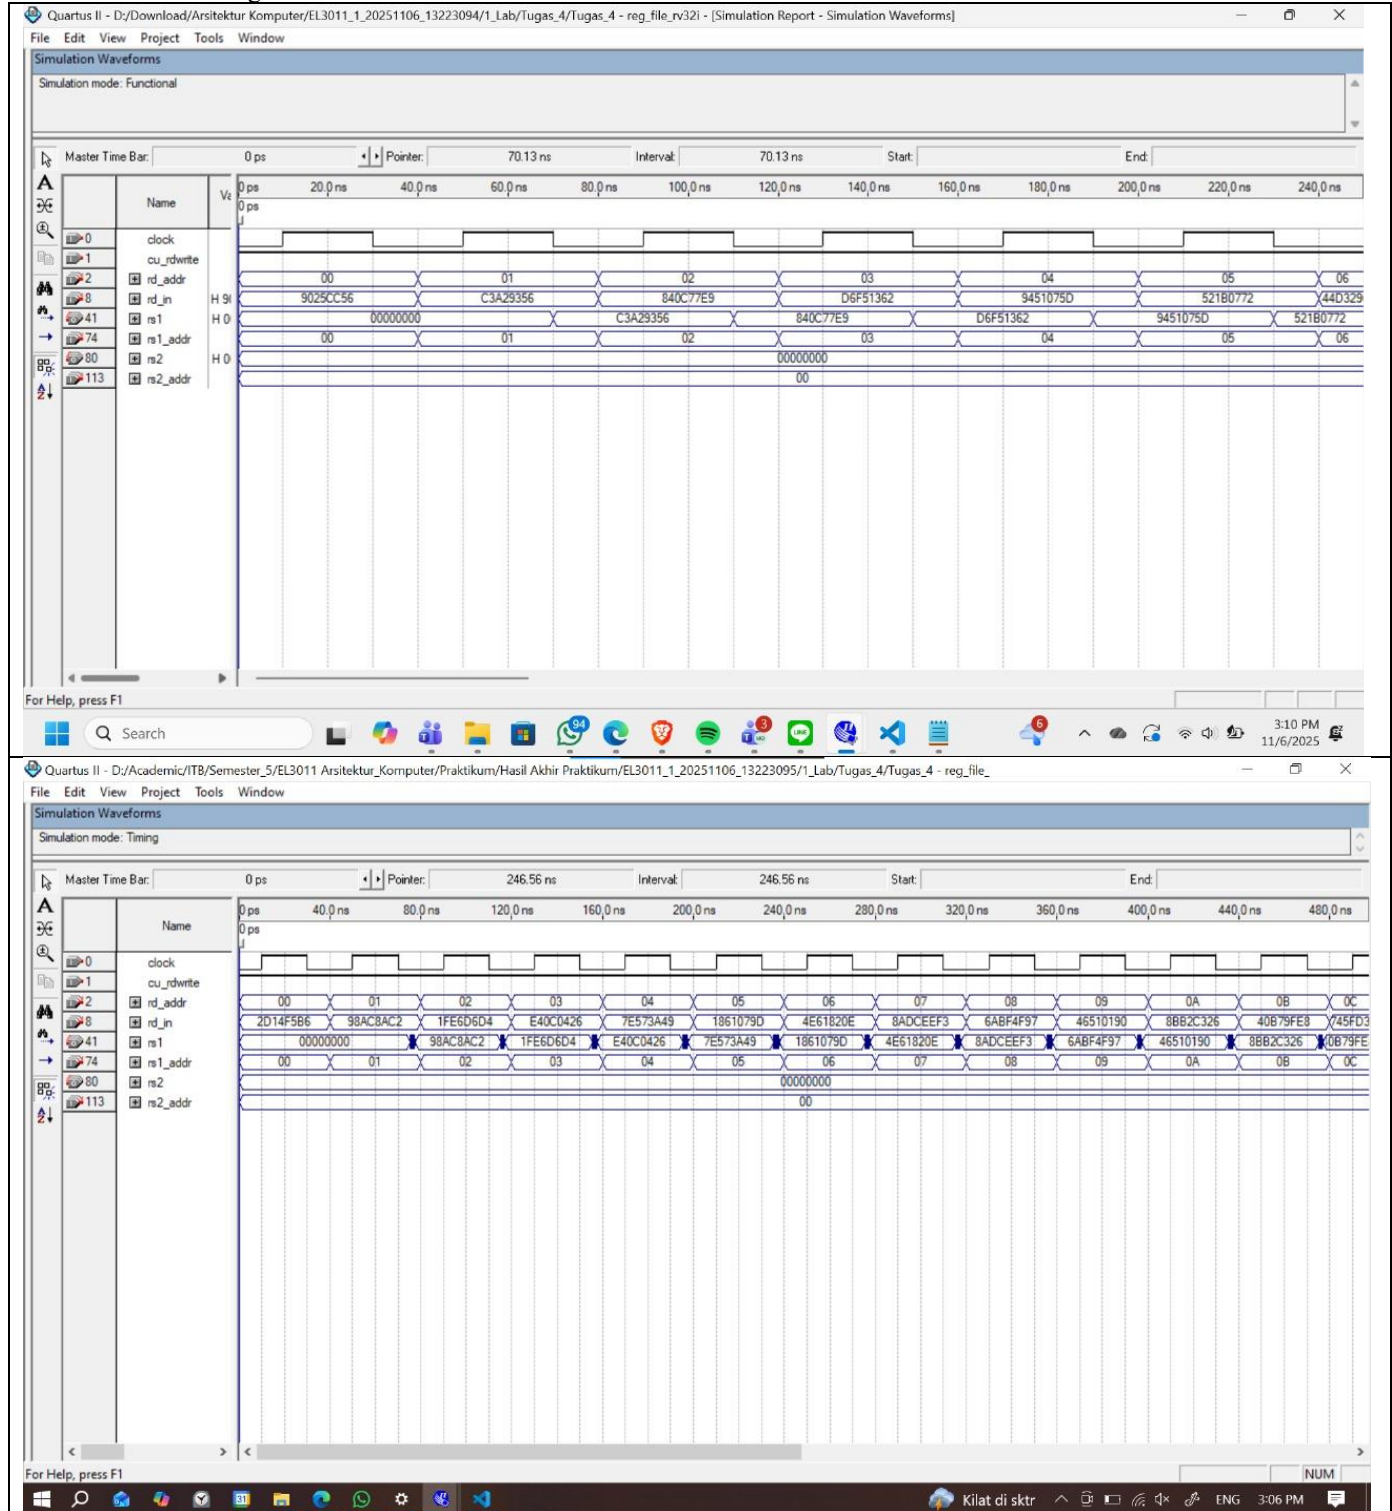 Quartus II - D:/Download/Arsitektur Komputer/EL3011_1_20251106_13223094/1_Lab/Tugas_4/Tugas_4 - reg_file_rv32i - [Simulation Report - Simulation Waveforms]
File Edit View Project Tools Window
Simulation Waveforms
Simulation mode: Functional
Master Time Bar: 0 ps Pointer: 70.13 ns Interval: 70.13 ns Start: End:
Name Va 0 ps 20.0 ns 40.0 ns 60.0 ns 80.0 ns 100.0 ns 120.0 ns 140.0 ns 160.0 ns 180.0 ns 200.0 ns 220.0 ns 240.0 ns
0 ps
0 clock
1 cu_rdwrite
2 rd_addr 00 01 02 03 04 05 06
8 rd_in H 9 9025CC56 C3A29356 840C77E9 D6F51362 9451075D 521B0772 44D329
41 rs1 H 0 00000000 C3A29356 840C77E9 D6F51362 9451075D 521B0772
74 rs1_addr 00 01 02 03 04 05 06
80 rs2 H 0 00000000
113 rs2_addr 00
For Help, press F1
Search 94 3 6 3:10 PM
11/6/2025
Quartus II - D:/Academic/ITB/Semester_5/EL3011 Arsitektur_Komputer/Praktikum/Hasil Akhir Praktikum/EL3011_1_20251106_13223095/1_Lab/Tugas_4/Tugas_4 - reg_file_
File Edit View Project Tools Window
Simulation Waveforms
Simulation mode: Timing
Master Time Bar: 0 ps Pointer: 246.56 ns Interval: 246.56 ns Start: End:
Name 0 ps 40.0 ns 80.0 ns 120.0 ns 160.0 ns 200.0 ns 240.0 ns 280.0 ns 320.0 ns 360.0 ns 400.0 ns 440.0 ns 480.0 ns
0 ps
0 clock
1 cu_rdwrite
2 rd_addr 00 01 02 03 04 05 06 07 08 09 0A 0B 0C
8 rd_in 2D14F5B6 98AC8AC2 1FE6D6D4 E40C0426 7E573A49 1861079D 4E61820E 8ADCEEF3 6ABF4F97 46510190 8BB2C326 40B79FE8 745FD3
41 rs1 00000000 98AC8AC2 1FE6D6D4 E40C0426 7E573A49 1861079D 4E61820E 8ADCEEF3 6ABF4F97 46510190 8BB2C326 0B79FE
74 rs1_addr 00 01 02 03 04 05 06 07 08 09 0A 0B 0C
80 rs2 00000000
113 rs2_addr 00
For Help, press F1 NUM
31 Kilat di sktr ENG 3:06 PM